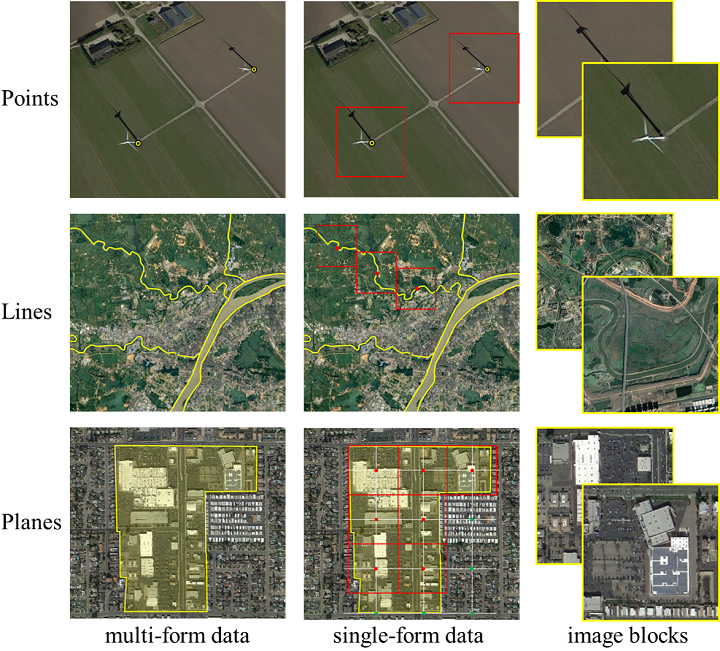 Points
Lines
Planes
multi-form data
single-form data
image blocks